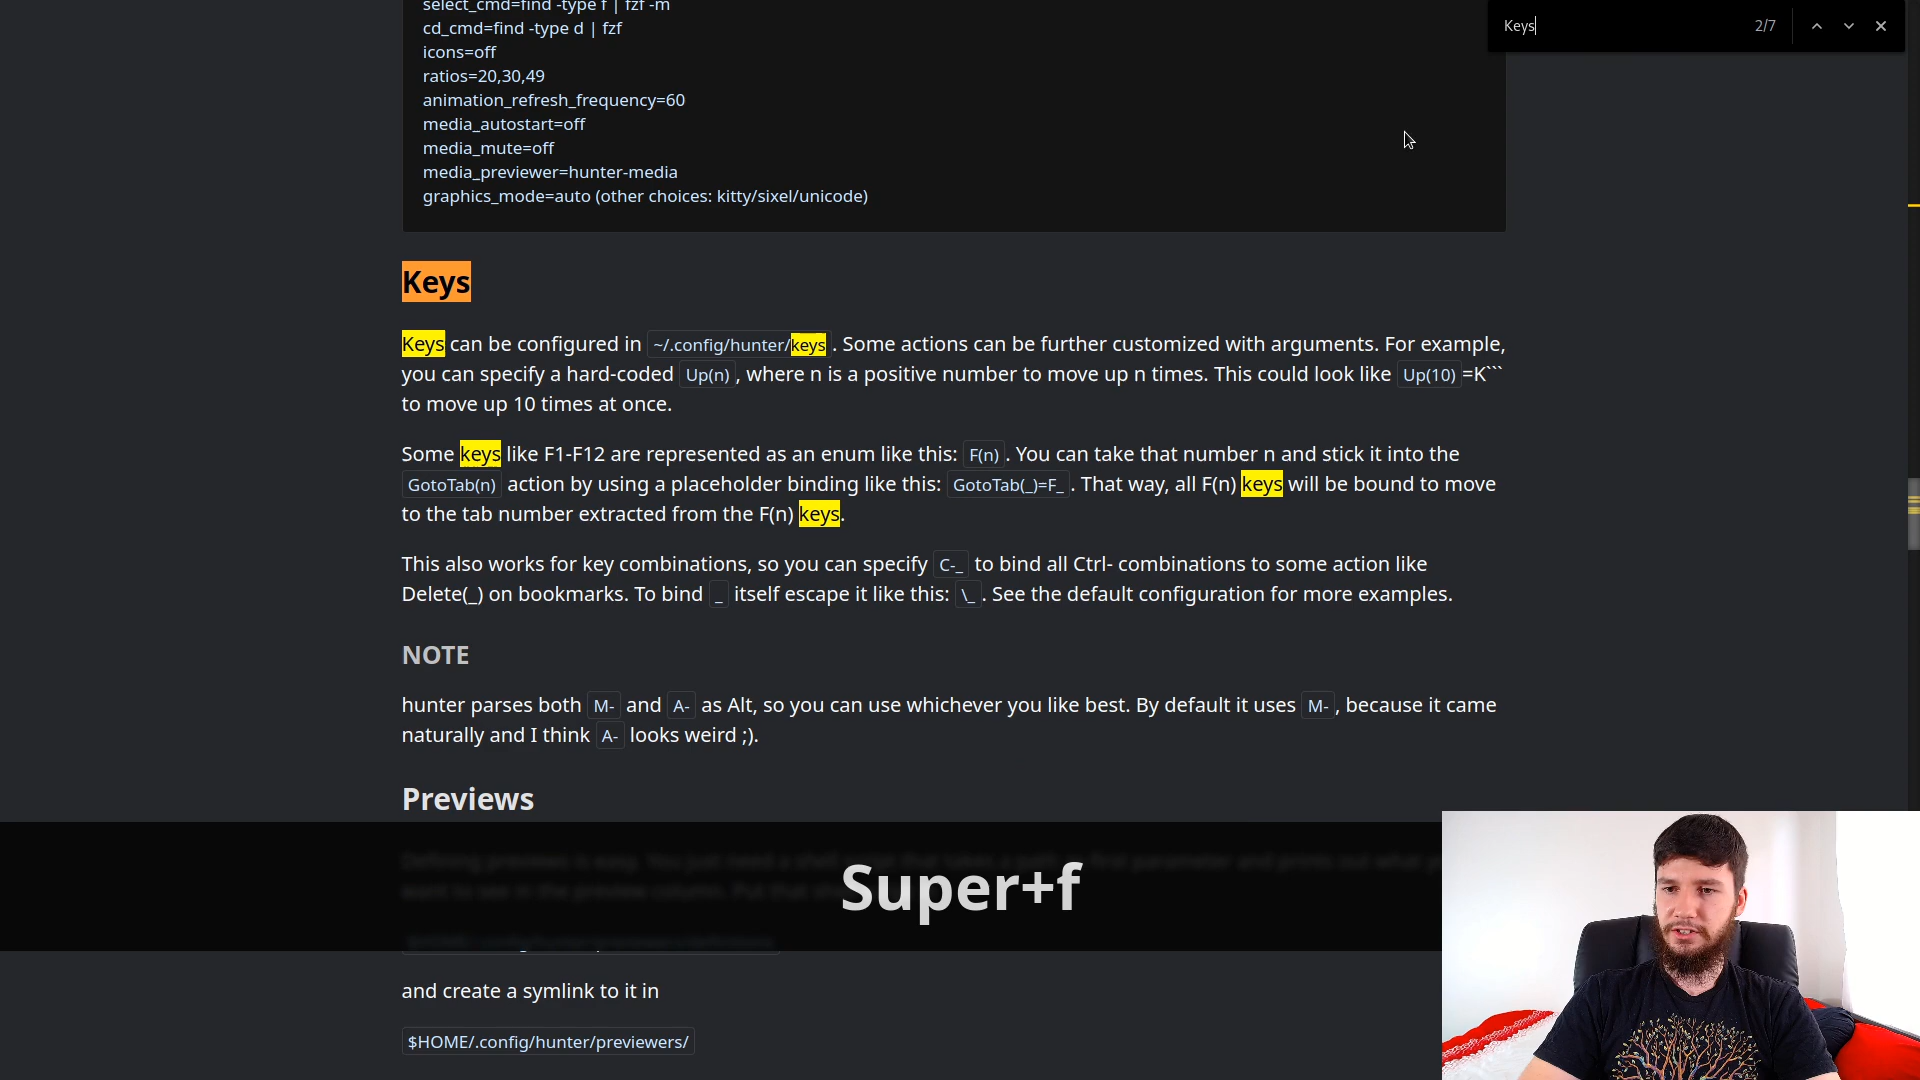 select_cmd=find -type f | fzf -m
cd_cmd=find -type d | fzf
icons=off
ratios=20,30,49
animation_refresh_frequency=60
media_autostart=off
media_mute=off
media_previewer=hunter-media
graphics_mode=auto (other choices: kitty/sixel/unicode)
Keys
2/7
Keys
Keys can be configured in ~/.config/hunter/keys. Some actions can be further customized with arguments. For example,
you can specify a hard-coded Up(n), where n is a positive number to move up n times. This could look like Up(10)=K```
to move up 10 times at once.
Some keys like F1-F12 are represented as an enum like this: F(n). You can take that number n and stick it into the
GotoTab(n) action by using a placeholder binding like this: GotoTab(_)=F_. That way, all F(n) keys will be bound to move
to the tab number extracted from the F(n) keys.
This also works for key combinations, so you can specify C-_ to bind all Ctrl- combinations to some action like
Delete(_) on bookmarks. To bind _ itself escape it like this: \_. See the default configuration for more examples.
NOTE
hunter parses both M- and A- as Alt, so you can use whichever you like best. By default it uses M-, because it came
naturally and I think A- looks weird ;).
Previews
Super+f
and create a symlink to it in
$HOME/.config/hunter/previewers/